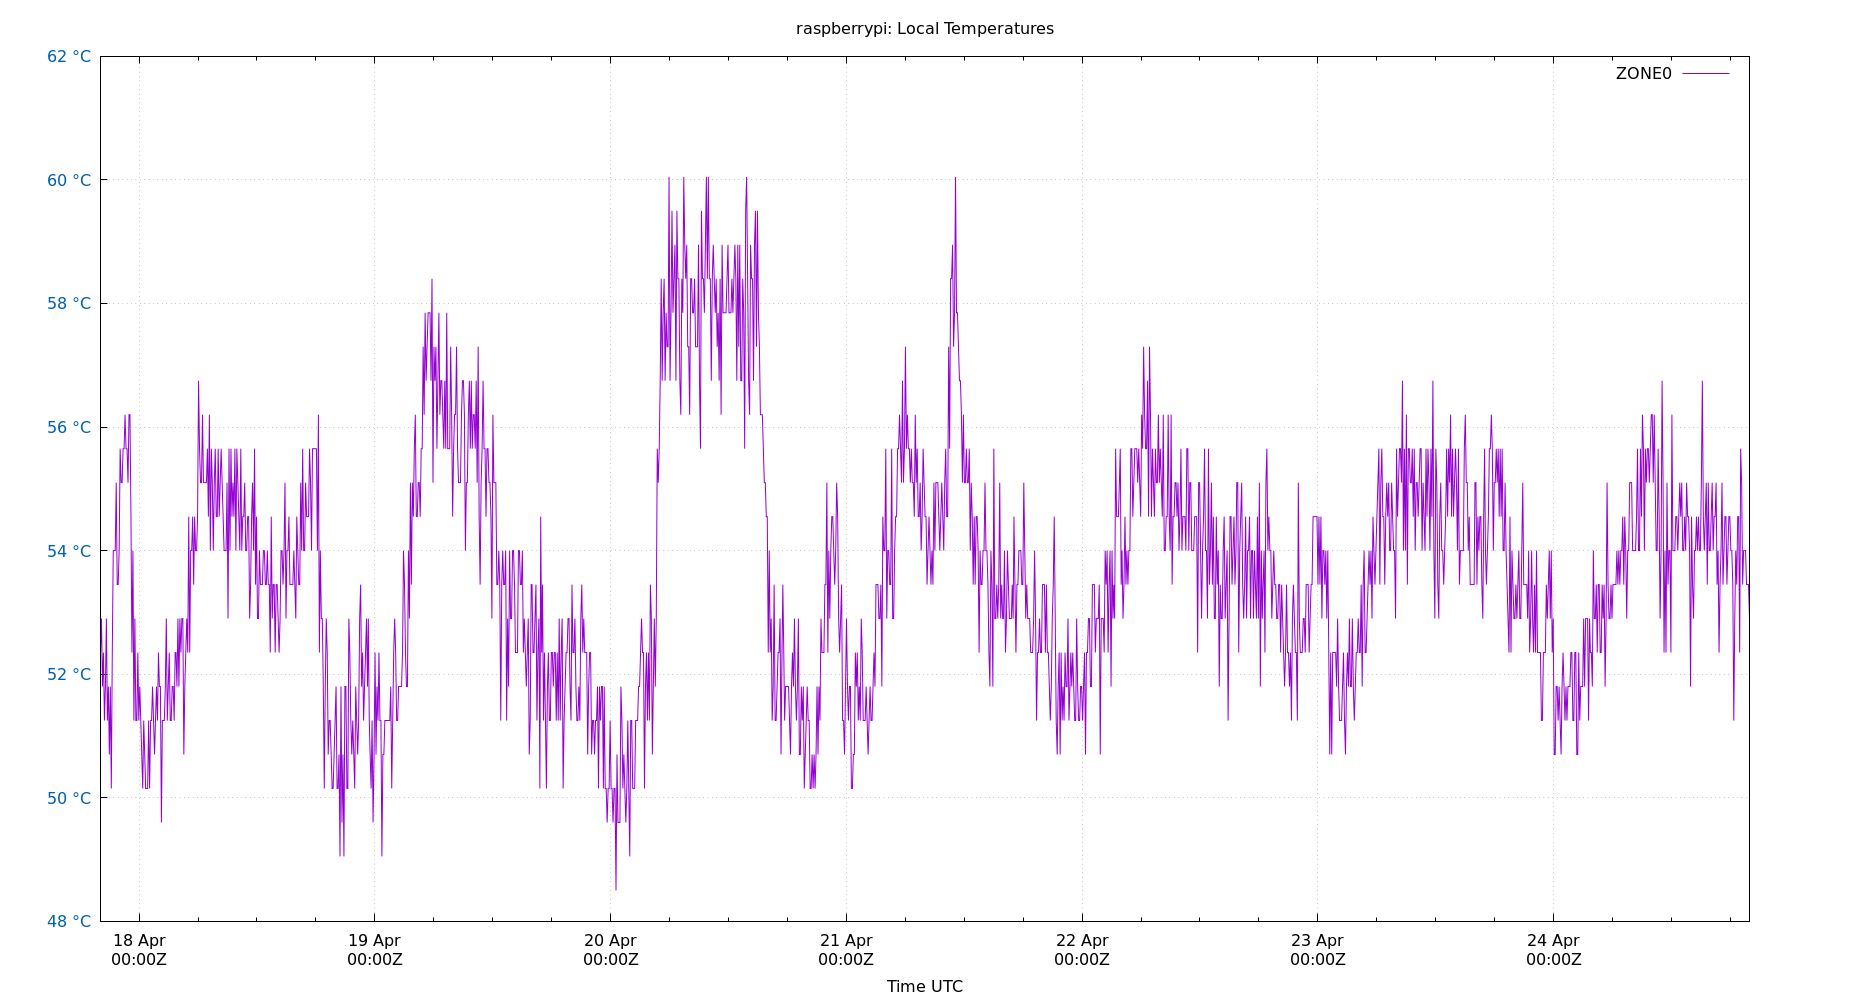 raspberrypi: Local Temperatures
62 °C
ZONE0
60 °C
58 °C
56 °C
54 °C
52 °C
50 °C
48 °C
18 Apr 19 Apr 20 Apr 21 Apr 22 Apr 23 Apr 24 Apr
00:00Z 00:00Z 00:00Z 00:00Z 00:00Z 00:00Z 00:00Z
Time UTC